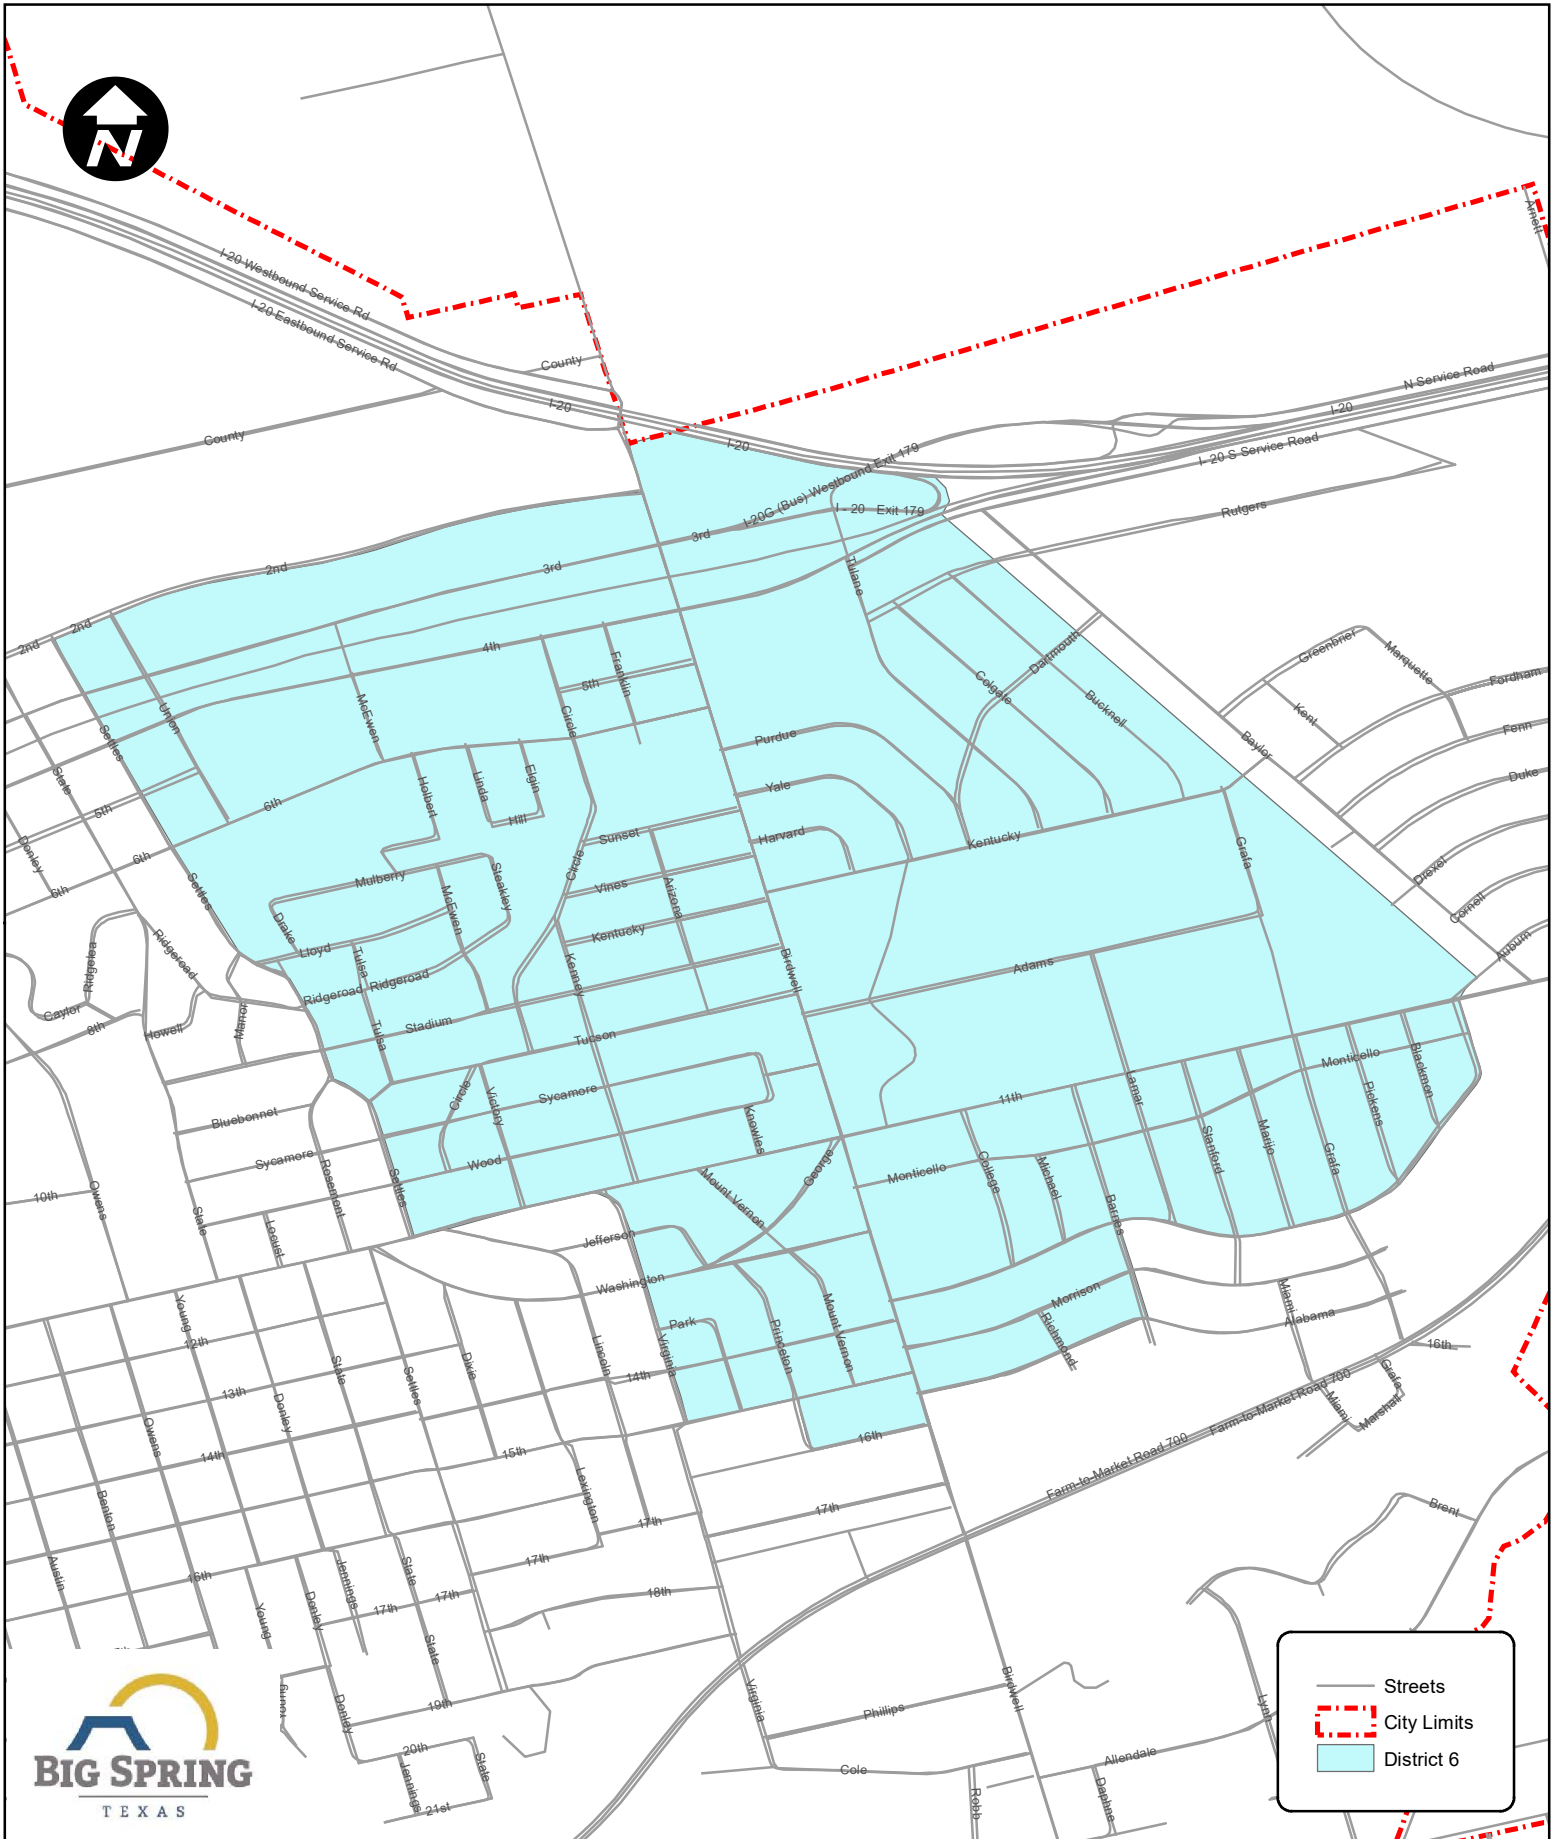 N
Arnett
I-20 Westbound Service Rd
I-20 Eastbound Service Rd
County
N Service Road
I-20
I-20
County
I-20
I- 20 S Service Road
I-20G (Bus) Westbound Exit 179
I - 20 Exit 179
Rutgers
3rd
3rd
2nd
2nd
2nd
Tulane
4th
Franklin
5th
Dartmouth
Greenbrier
Marquette
Fordham
Colgate
Bucknell
Kent
Union
McEwen
Circle
Settles
Purdue
Baylor
Fenn
State
Holbert
Linda
Elgin
Yale
Duke
5th
6th
Hill
Sunset
Harvard
Kentucky
Grafa
Donley
6th
6th
Settles
Mulberry
Steakley
Circle
Vines
Arizona
Drexel
Cornell
Auburn
Drake
McEwen
Kentucky
Ridgelea
Ridgeroad
Lloyd
Tulsa
Kenney
Birdwell
Adams
Ridgeroad
Ridgeroad
Caylor
8th
Howell
Manor
Tulsa
Stadium
Tucson
Monticello
Blackmon
Bluebonnet
Circle
Victory
Sycamore
Knowles
11th
Lamar
Pickens
Stanford
Marijo
Grafa
Sycamore
Rosemont
Settles
Wood
George
Mount Vernon
Monticello
College
Michael
Barnes
10th
Owens
State
Locust
Jefferson
Washington
Morrison
Miami
Alabama
Young
12th
Park
Virginia
Princeton
Mount Vernon
Richmond
16th
State
Settles
Dixie
Lincoln
14th
13th
Donley
Owens
Grafa
Miami
Marshall
Farm-to-Market Road 700
Farm-to-Market Road 700
14th
15th
16th
Lexington
Benton
17th
17th
Brent
Austin
16th
Jennings
State
17th
17th
17th
18th
Young
Donley
State
Young
Donley
19th
Virginia
Birdwell
Phillips
Lynn
20th
Jennings
State
21st
Cole
Robb
Allendale
Daphne
BIG SPRING
TEXAS
Streets
City Limits
District 6